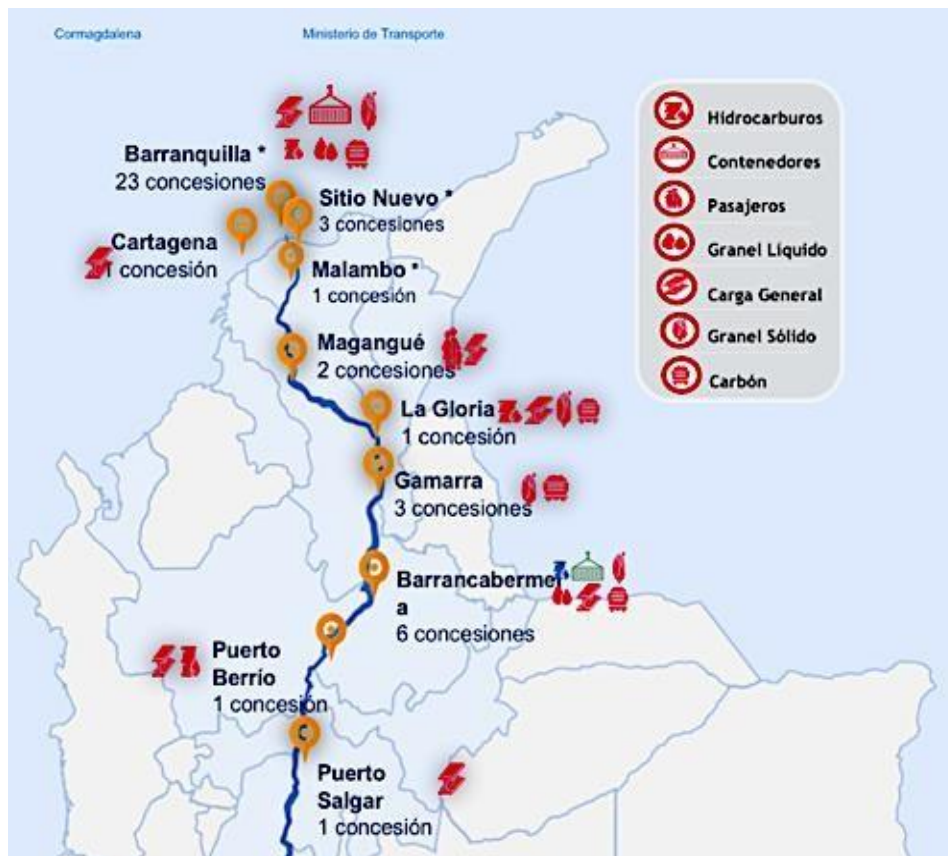 Cormagdalena
Ministerio de Transporte
Barranquilla *
23 concesiones
Sitio Nuevo *
3 concesiones
Cartagena
1 concesión
Malambo *
1 concesión
Magangué
2 concesiones
La Gloria
1 concesión
Gamarra
3 concesiones
Barrancaberme
a
6 concesiones
Puerto
Berrío
1 concesión
Puerto
Salgar
1 concesión
Hidrocarburos
Contenedores
Pasajeros
Granel Líquido
Carga General
Granel Sólido
Carbón